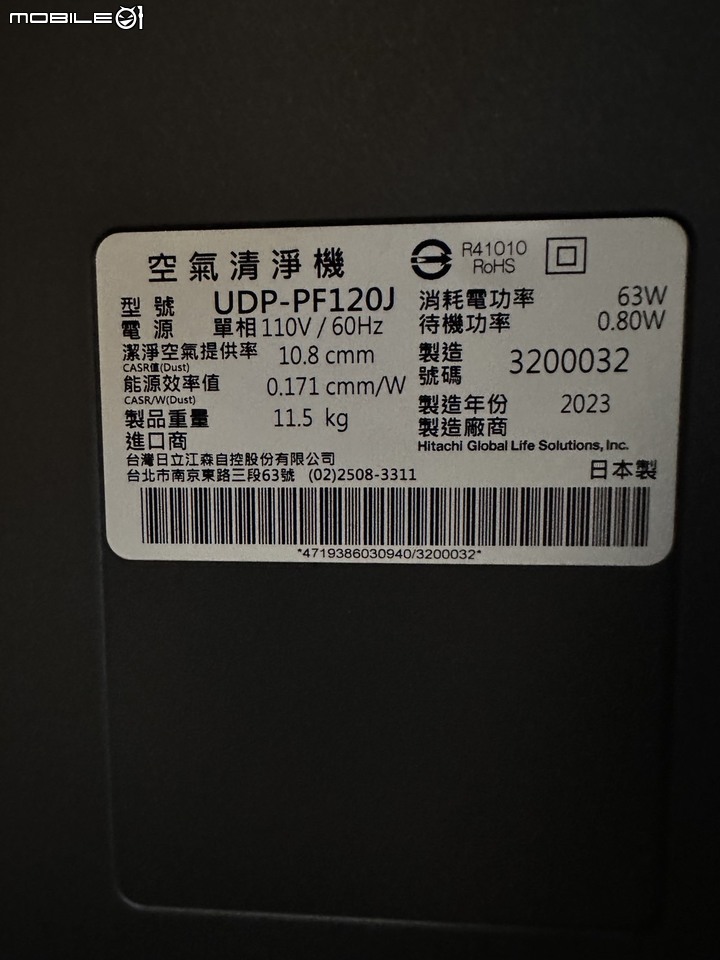 MOBILE01
空氣清淨機
R41010
RoHS
型號 UDP-PF120J
電源 單相110V / 60Hz
潔淨空氣提供率 10.8 cmm
CASR值(Dust)
能源效率值 0.171 cmm/W
CASR/W(Dust)
製品重量 11.5 kg
進口商
台灣日立江森自控股份有限公司
台北市南京東路三段63號 (02)2508-3311
消耗電功率 63W
待機功率 0.80W
製造號碼 3200032
製造年份 2023
製造廠商
Hitachi Global Life Solutions, Inc.
日本製
*4719386030940/3200032*